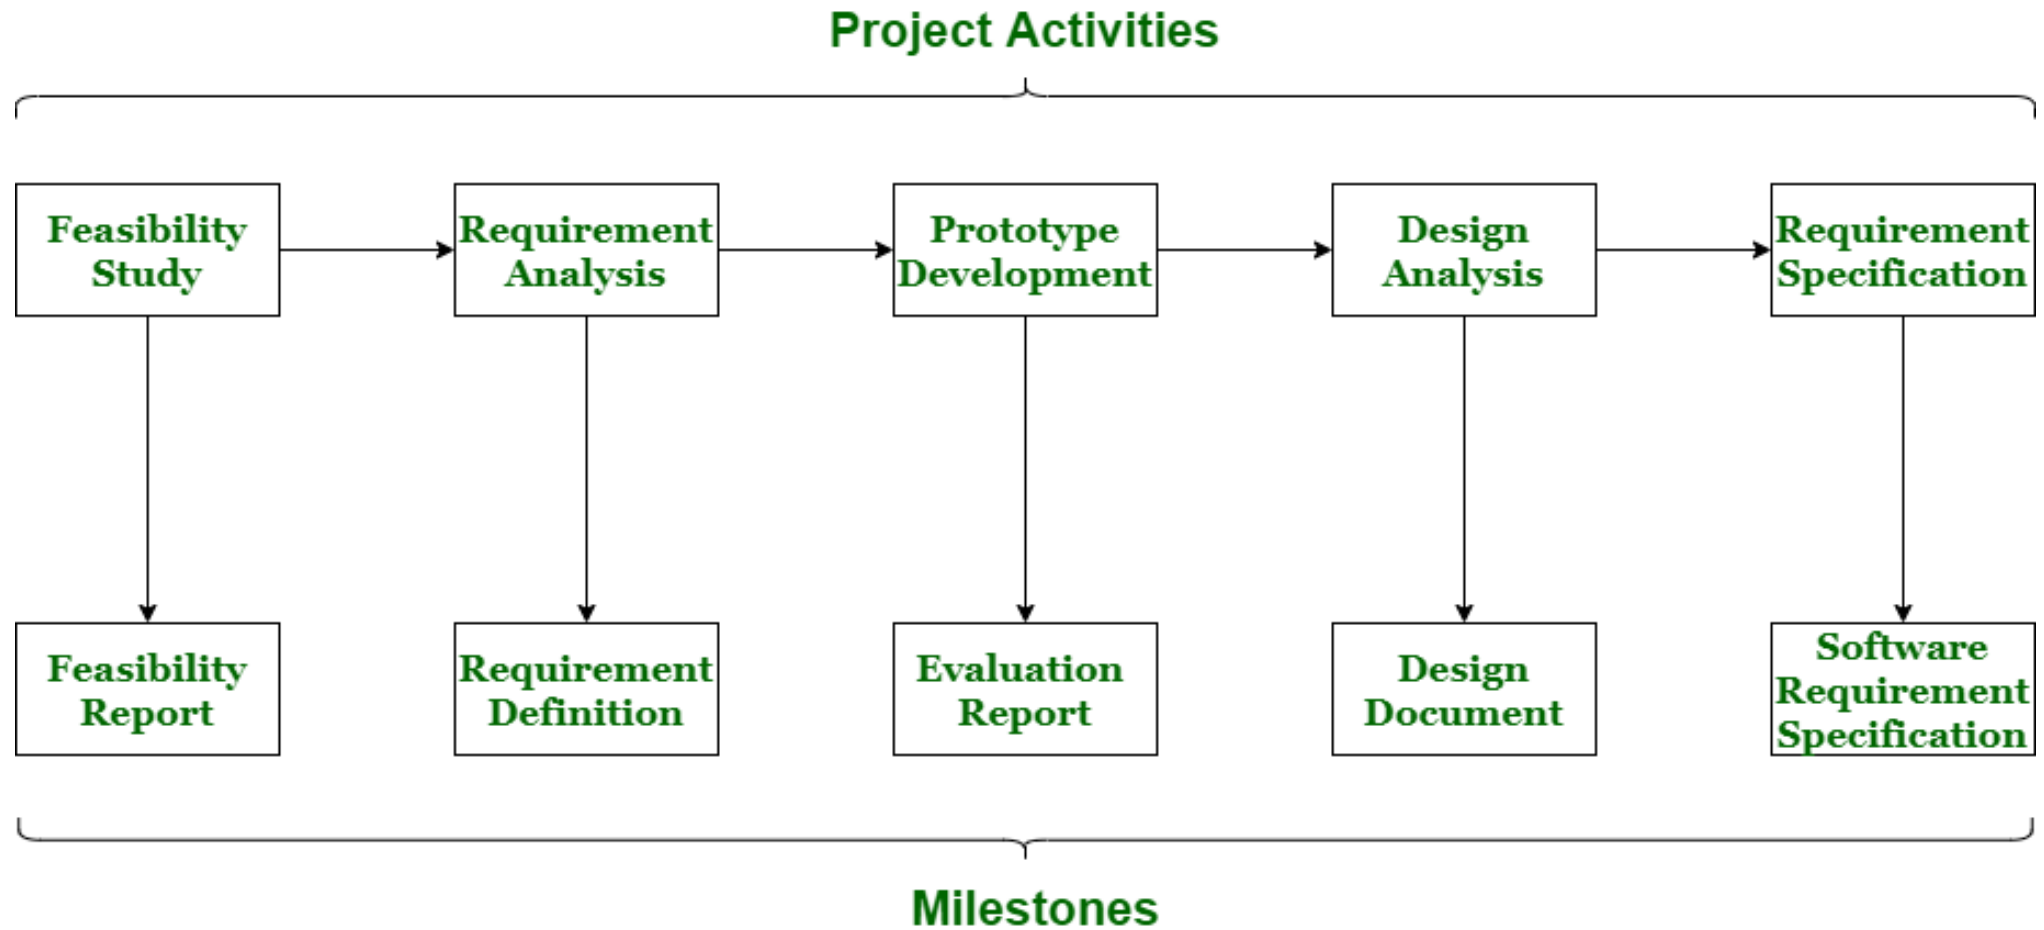 Project Activities
Feasibility
Study
Requirement
Analysis
Prototype
Development
Design
Analysis
Requirement
Specification
Feasibility
Report
Requirement
Definition
Evaluation
Report
Design
Document
Software
Requirement
Specification
Milestones